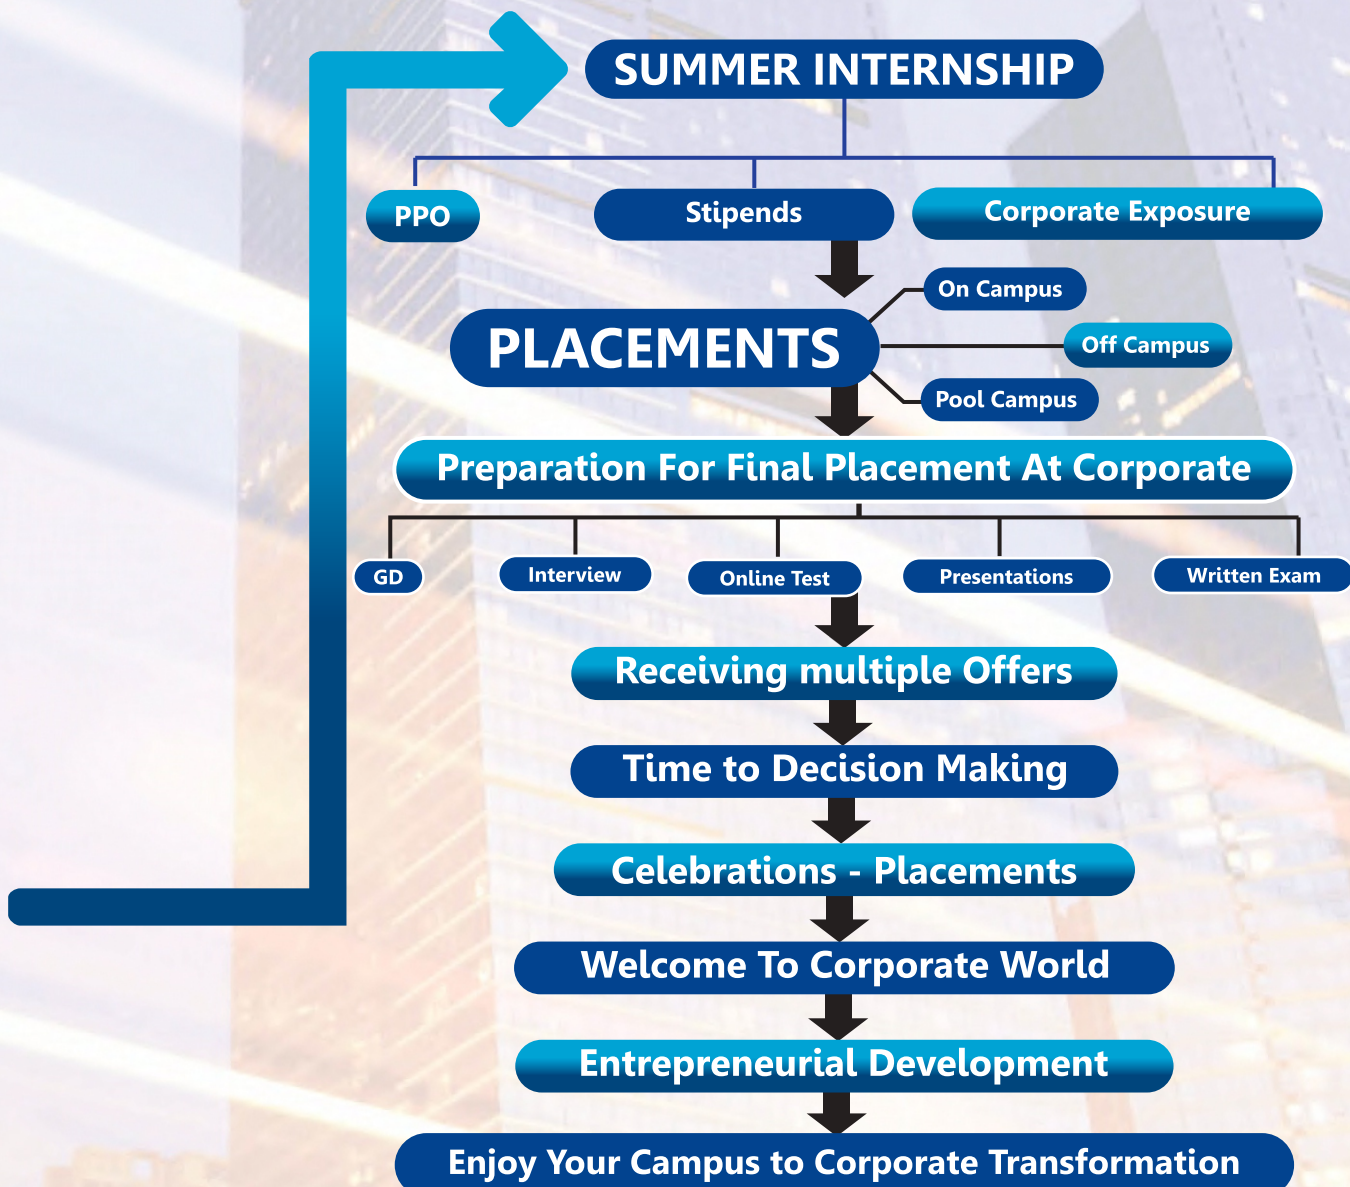 SUMMER INTERNSHIP
PPO
Stipends
Corporate Exposure
On Campus
PLACEMENTS
Off Campus
Pool Campus
Preparation For Final Placement At Corporate
GD
Interview
Online Test
Presentations
Written Exam
Receiving multiple Offers
Time to Decision Making
Celebrations - Placements
Welcome To Corporate World
Entrepreneurial Development
Enjoy Your Campus to Corporate Transformation